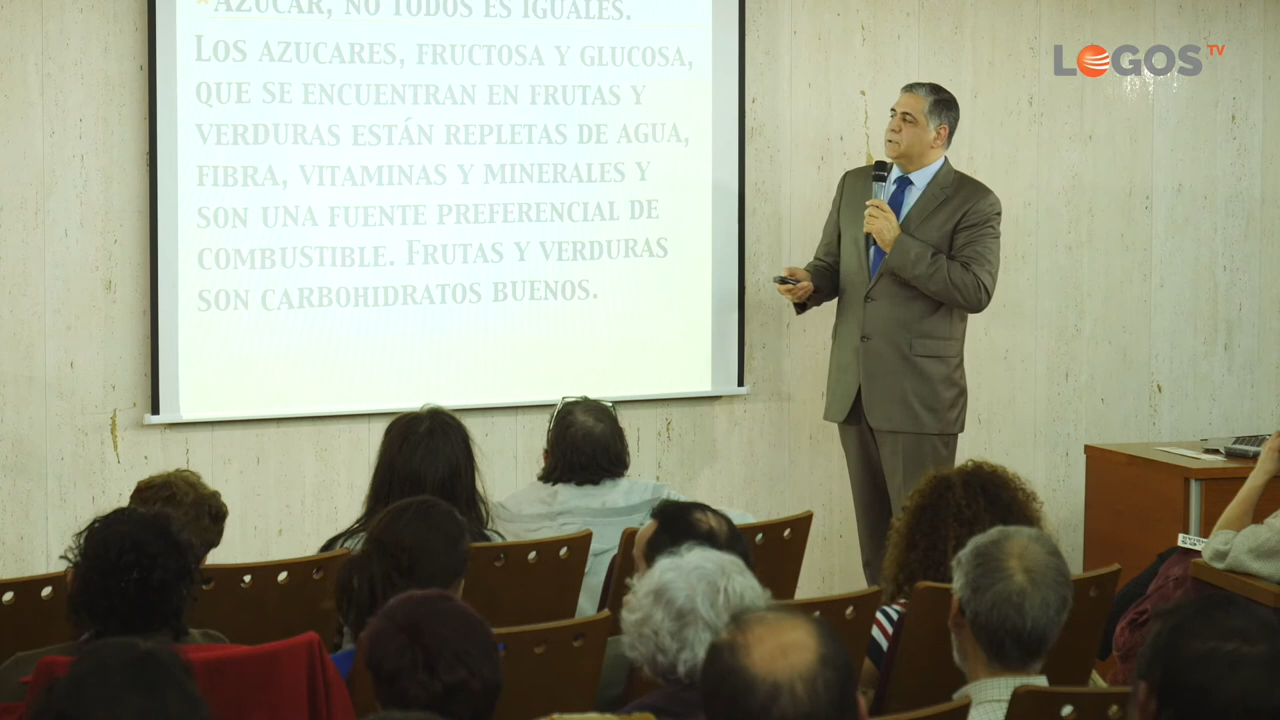 *AZUCAR, NO TODOS ES IGUALES.
LOS AZUCARES, FRUCTOSA Y GLUCOSA,
QUE SE ENCUENTRAN EN FRUTAS Y
VERDURAS ESTÁN REPLETAS DE AGUA,
FIBRA, VITAMINAS Y MINERALES Y
SON UNA FUENTE PREFERENCIAL DE
COMBUSTIBLE. FRUTAS Y VERDURAS
SON CARBOHIDRATOS BUENOS.
LOGOS TV